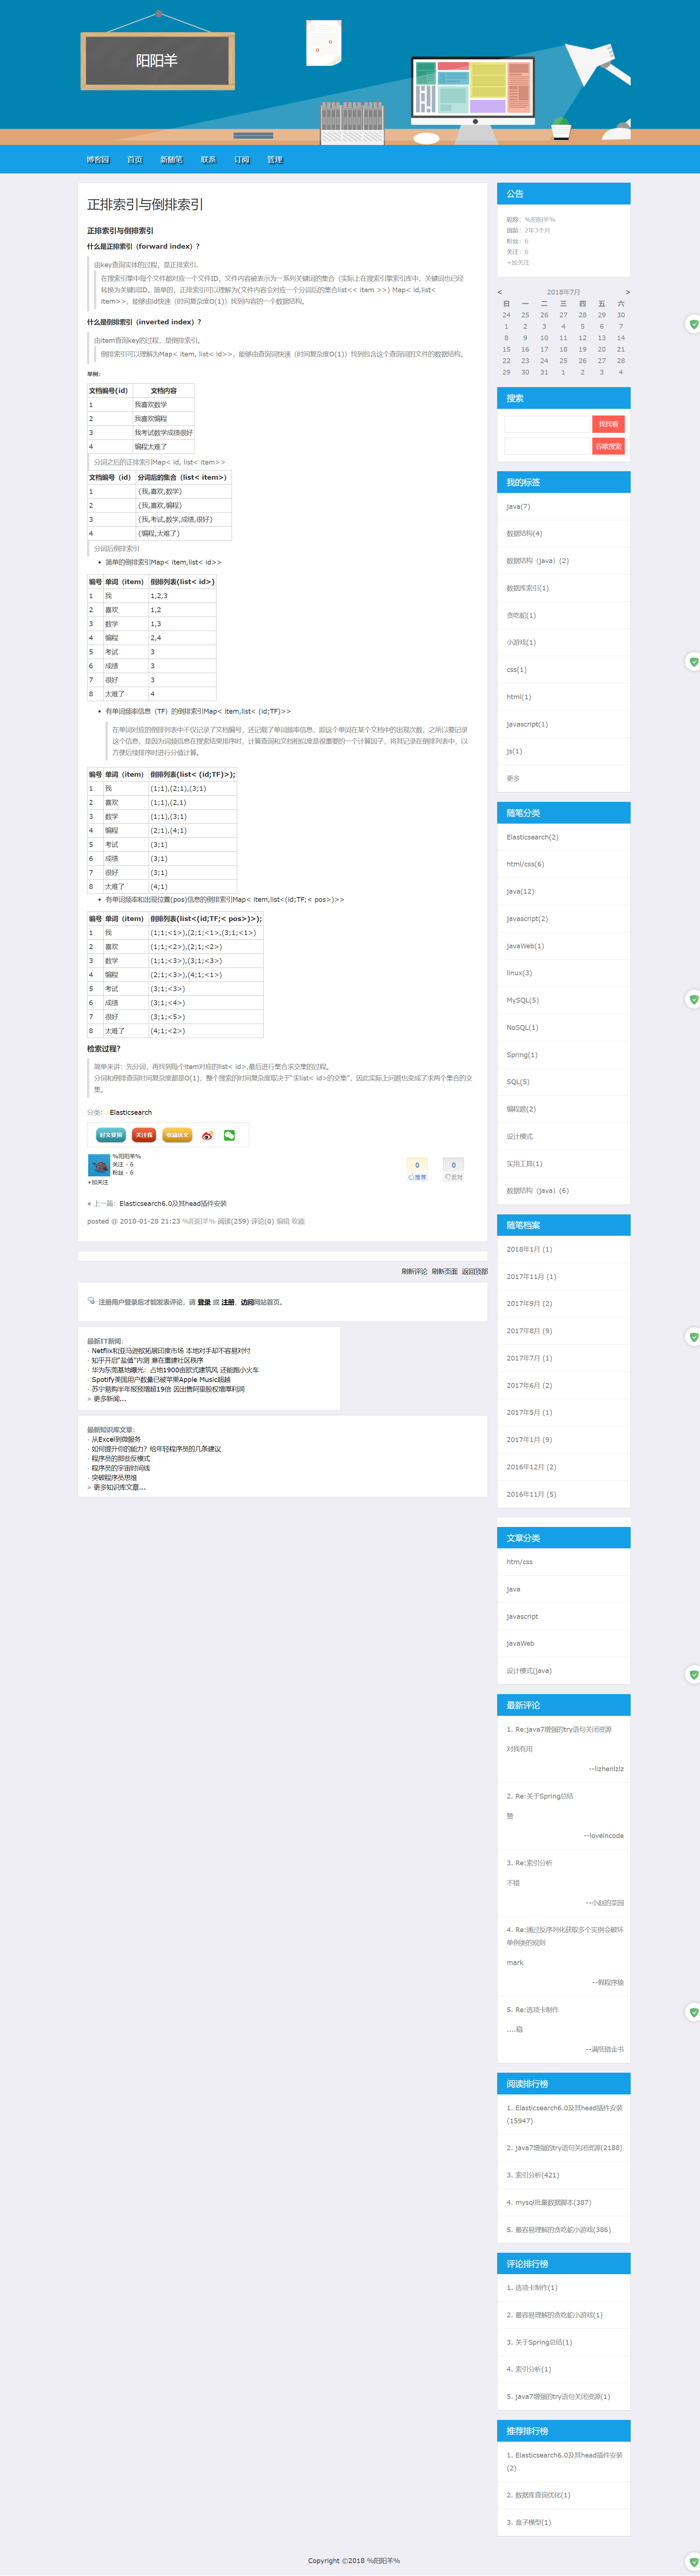 阳阳羊
博客园 首页 新随笔 联系 订阅 管理
正排索引与倒排索引
正排索引与倒排索引
什么是正排索引（forward index）？
由key查询实体的过程，是正排索引.
在搜索引擎中每个文件都对应一个文件ID，文件内容被表示为一系列关键词的集合（实际上在搜索引擎索引库中，关键词也已经
转换为关键词ID。简单的，正排索引可以理解为(文件内容会对应一个分词后的集合list<< item >>) Map< id,list<
item>>，能够由id快速（时间复杂度O(1)）找到内容的一个数据结构。
什么是倒排索引（inverted index）？
由item查询key的过程，是倒排索引。
倒排索引可以理解为Map< item, list< id>>，能够由查询词快速（时间复杂度O(1)）找到包含这个查询词的文件的数据结构。
举例：
文档编号(id) 文档内容
1 我喜欢数学
2 我喜欢编程
3 我考试数学成绩很好
4 编程太难了
分词之后的正排索引Map< id, list< item>>
文档编号（id） 分词后的集合（list< item>）
1 {我,喜欢,数学}
2 {我,喜欢,编程}
3 {我,考试,数学,成绩,很好}
4 {编程,太难了}
分词后倒排索引
• 简单的倒排索引Map< item,list< id>>
编号 单词（item） 倒排列表(list< id>)
1 我 1,2,3
2 喜欢 1,2
3 数学 1,3
4 编程 2,4
5 考试 3
6 成绩 3
7 很好 3
8 太难了 4
• 有单词频率信息（TF）的倒排索引Map< item,list< (id;TF)>>
在单词对应的倒排列表中不仅记录了文档编号，还记载了单词频率信息，即这个单词在某个文档中的出现次数，之所以要记录
这个信息，是因为词频信息在搜索结果排序时，计算查询和文档相似度是很重要的一个计算因子，将其记录在倒排列表中，以
方便后续排序时进行分值计算。
编号 单词（item） 倒排列表(list< (id;TF)>);
1 我 (1;1),(2;1),(3;1)
2 喜欢 (1;1),(2,1)
3 数学 (1;1),(3;1)
4 编程 (2;1),(4;1)
5 考试 (3;1)
6 成绩 (3;1)
7 很好 (3;1)
8 太难了 (4;1)
• 有单词频率和出现位置(pos)信息的倒排索引Map< item,list<(id;TF;< pos>)>>
编号 单词（item） 倒排列表(list<(id;TF;< pos>)>);
1 我 (1;1;<1>),(2;1;<1>,(3;1;<1>)
2 喜欢 (1;1;<2>),(2;1;<2>)
3 数学 (1;1;<3>),(3;1;<3>)
4 编程 (2;1;<3>),(4;1;<1>)
5 考试 (3;1;<3>)
6 成绩 (3;1;<4>)
7 很好 (3;1;<5>)
8 太难了 (4;1;<2>)
检索过程？
简单来讲：先分词，再找到每个item对应的list< id>,最后进行集合求交集的过程。
分词和倒排查询时间复杂度都是O(1)，整个搜索的时间复杂度取决于“求list< id>的交集”，因此实际上问题也变成了求两个集合的交
集。
分类： Elasticsearch
好文要顶 关注我 收藏该文
%阳阳羊%
关注 - 6
粉丝 - 6
+加关注
0 0
推荐 反对
« 上一篇：Elasticsearch6.0及其head插件安装
posted @ 2018-01-28 21:23 %阳阳羊% 阅读(259) 评论(0) 编辑 收藏
刷新评论 刷新页面 返回顶部
注册用户登录后才能发表评论，请 登录 或 注册，访问网站首页。
最新IT新闻:
· Netflix和亚马逊欲拓展印度市场 本地对手却不容易对付
· 知乎开启“盐值”内测 意在重建社区秩序
· 华为东莞基地曝光：占地1900亩欧式建筑风 还能跑小火车
· Spotify美国用户数量已被苹果Apple Music超越
· 苏宁易购半年报预增超19倍 因出售阿里股权增厚利润
» 更多新闻...
最新知识库文章:
· 从Excel到微服务
· 如何提升你的能力？给年轻程序员的几条建议
· 程序员的那些反模式
· 程序员的宇宙时间线
· 突破程序员思维
» 更多知识库文章...
公告
昵称：%阳阳羊%
园龄：2年3个月
粉丝：6
关注：6
+加关注
< 2018年7月 >
日 一 二 三 四 五 六
24 25 26 27 28 29 30
1 2 3 4 5 6 7
8 9 10 11 12 13 14
15 16 17 18 19 20 21
22 23 24 25 26 27 28
29 30 31 1 2 3 4
搜索
找找看
谷歌搜索
我的标签
java(7)
数据结构(4)
数据结构（java）(2)
数据库索引(1)
贪吃蛇(1)
小游戏(1)
css(1)
html(1)
javascript(1)
js(1)
更多
随笔分类
Elasticsearch(2)
html/css(6)
java(12)
javascript(2)
javaWeb(1)
linux(3)
MySQL(5)
NoSQL(1)
Spring(1)
SQL(5)
编程题(2)
设计模式
实用工具(1)
数据结构（java）(6)
随笔档案
2018年1月 (1)
2017年11月 (1)
2017年9月 (2)
2017年8月 (9)
2017年7月 (1)
2017年6月 (2)
2017年5月 (1)
2017年1月 (9)
2016年12月 (2)
2016年11月 (5)
文章分类
htm/css
java
javascript
javaWeb
设计模式(java)
最新评论
1. Re:java7增强的try语句关闭资源
对我有用
--lizhenlzlz
2. Re:关于Spring总结
赞
--loveincode
3. Re:索引分析
不错
--小赵的菜园
4. Re:通过反序列化获取多个实例会破坏
单例类的规则
mark
--假程序猿
5. Re:选项卡制作
....稳
--满纸错金书
阅读排行榜
1. Elasticsearch6.0及其head插件安装
(15947)
2. java7增强的try语句关闭资源(2188)
3. 索引分析(421)
4. mysql批量数据脚本(387)
5. 最容易理解的贪吃蛇小游戏(386)
评论排行榜
1. 选项卡制作(1)
2. 最容易理解的贪吃蛇小游戏(1)
3. 关于Spring总结(1)
4. 索引分析(1)
5. java7增强的try语句关闭资源(1)
推荐排行榜
1. Elasticsearch6.0及其head插件安装
(2)
2. 数据库查询优化(1)
3. 盒子模型(1)
Copyright ©2018 %阳阳羊%